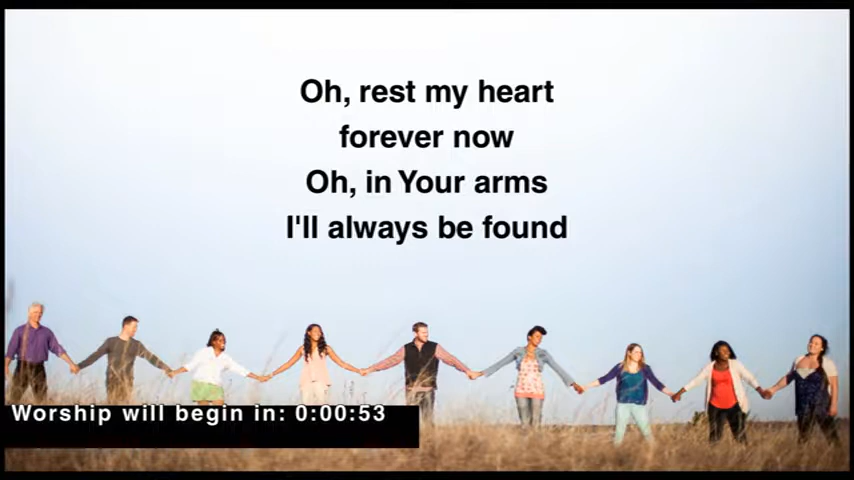 Oh, rest my heart
forever now
Oh, in Your arms
I'll always be found
Worship will begin in: 0:00:53